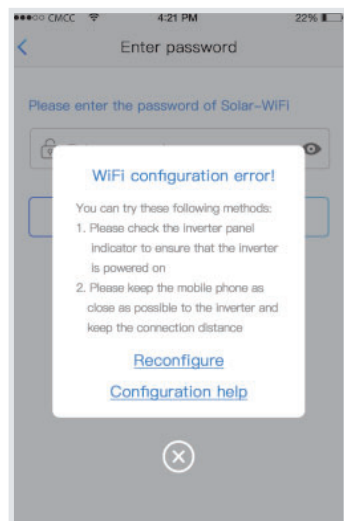 CMCC 4:21 PM 22%
Enter password
Please enter the password of Solar-WiFi
WiFi configuration error!
You can try these following methods:
1. Please check the inverter panel
indicator to ensure that the inverter
is powered on
2. Please keep the mobile phone as
close as possible to the inverter and
keep the connection distance
Reconfigure
Configuration help